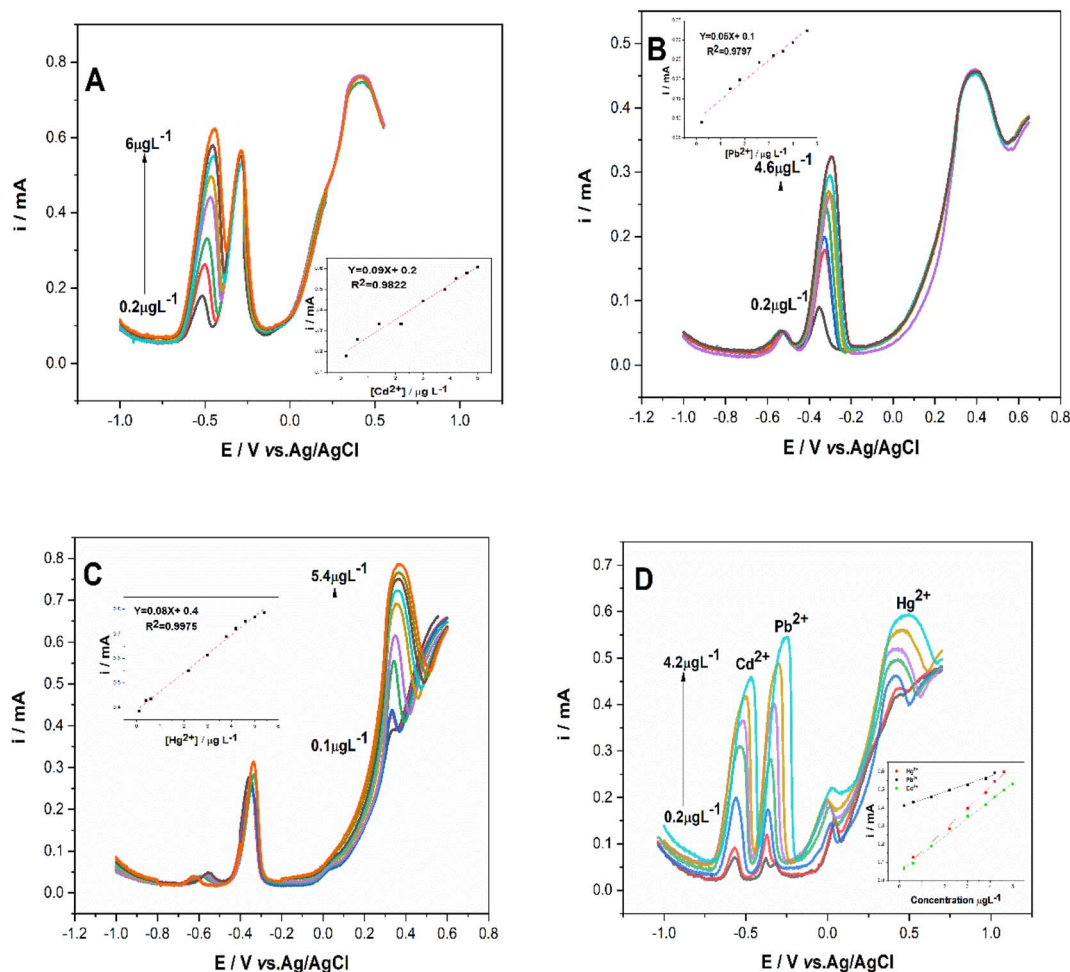 A
i / mA
0.8
0.6
0.4
0.2
0.0
6µgL-1
0.2µgL-1
Y=0.09X+ 0.2
R2=0.9822
i / mA
[Cd2+] / µg L-1
-1.0 -0.5 0.0 0.5 1.0
E / V vs.Ag/AgCl
B
i / mA
0.5
0.4
0.3
0.2
0.1
0.0
Y=0.05X+ 0.1
R2=0.9797
i / mA
[Pb2+] / µg L-1
4.6µgL-1
0.2µgL-1
-1.2 -1.0 -0.8 -0.6 -0.4 -0.2 0.0 0.2 0.4 0.6 0.8
E / V vs.Ag/AgCl
C
i / mA
0.9
0.8
0.7
0.6
0.5
0.4
0.3
0.2
0.1
0.0
Y=0.08X+ 0.4
R2=0.9975
i / mA
[Hg2+] / µg L-1
5.4µgL-1
0.1µgL-1
-1.2 -1.0 -0.8 -0.6 -0.4 -0.2 0.0 0.2 0.4 0.6 0.8
E / V vs.Ag/AgCl
D
i / mA
0.7
0.6
0.5
0.4
0.3
0.2
0.1
0.0
Hg2+
Pb2+
Cd2+
4.2µgL-1
0.2µgL-1
Hg2+
Pb2+
Cd2+
i / mA
Concentration µgL-1
-1.0 -0.5 0.0 0.5 1.0
E / V vs.Ag/AgCl